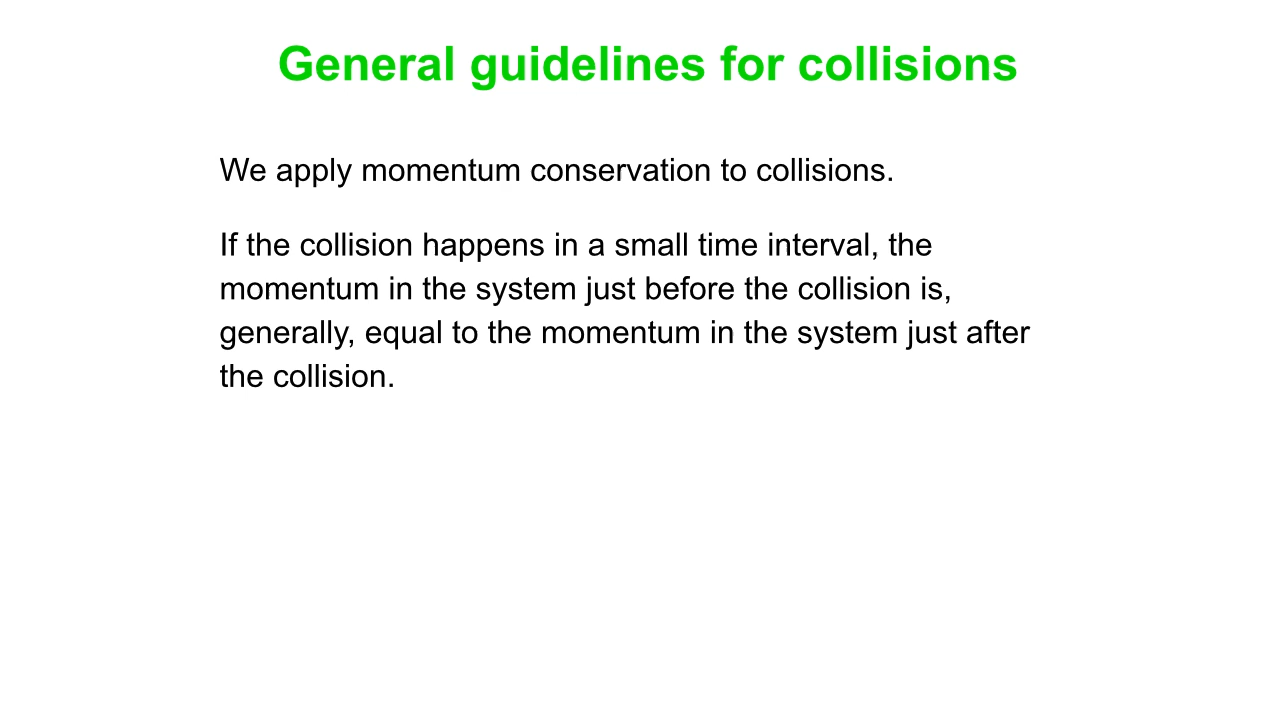 General guidelines for collisions
We apply momentum conservation to collisions.
If the collision happens in a small time interval, the
momentum in the system just before the collision is,
generally, equal to the momentum in the system just after
the collision.